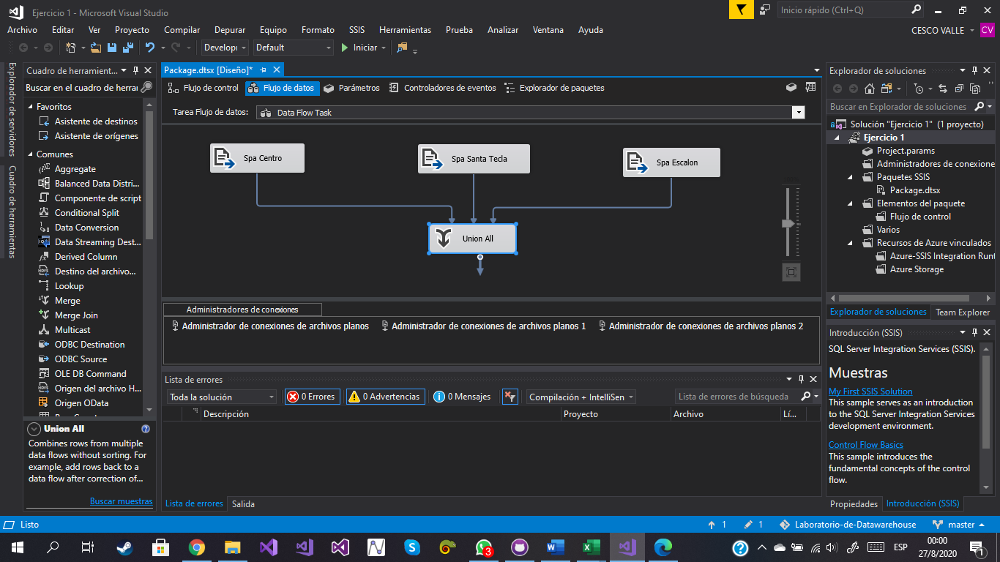 Ejercicio 1 - Microsoft Visual Studio
Inicio rápido (Ctrl+Q)
Archivo Editar Ver Proyecto Compilar Depurar Equipo Formato SSIS Herramientas Prueba Analizar Ventana Ayuda
CESCO VALLE
CV
Develop
Default
Iniciar
Explorador de servidores
Cuadro de herramientas
Cuadro de herramient...
Buscar en el cuadro de herrai
Favoritos
Asistente de destinos
Asistente de orígenes
Comunes
Aggregate
Balanced Data Distri...
Componente de script
Conditional Split
Data Conversion
Data Streaming Dest...
Derived Column
Destino del archivo...
Lookup
Merge
Merge Join
Multicast
ODBC Destination
ODBC Source
OLE DB Command
Origen del archivo H...
Origen OData
Union All
Combines rows from multiple
data flows without sorting. For
example, add rows back to a
data flow after correction of...
Buscar muestras
Package.dtsx [Diseño]*
Flujo de control
Flujo de datos
Parámetros
Controladores de eventos
Explorador de paquetes
Tarea Flujo de datos:
Data Flow Task
Spa Centro
Spa Santa Tecla
Spa Escalon
Union All
Administradores de conexiones
Administrador de conexiones de archivos planos
Administrador de conexiones de archivos planos 1
Administrador de conexiones de archivos planos 2
Lista de errores
Toda la solución
0 Errores
0 Advertencias
0 Mensajes
Compilación + IntelliSen
Lista de errores de búsqueda
Descripción
Proyecto
Archivo
Lí...
Lista de errores
Salida
Explorador de soluciones
Buscar en Explorador de soluciones
Solución "Ejercicio 1" (1 proyecto)
Ejercicio 1
Project.params
Administradores de conexione
Paquetes SSIS
Package.dtsx
Elementos del paquete
Flujo de control
Varios
Recursos de Azure vinculados
Azure-SSIS Integration Runt
Azure Storage
Explorador de soluciones
Team Explorer
Introducción (SSIS)
SQL Server Integration Services (SSIS).
Muestras
My First SSIS Solution
This sample serves as an introduction
to the SQL Server Integration Services
development environment.
Control Flow Basics
This sample introduces the
fundamental concepts of the control
flow.
Propiedades
Introducción (SSIS)
Listo
1
1
Laboratorio-de-Datawarehouse
master
3
ESP
00:00
27/8/2020
1